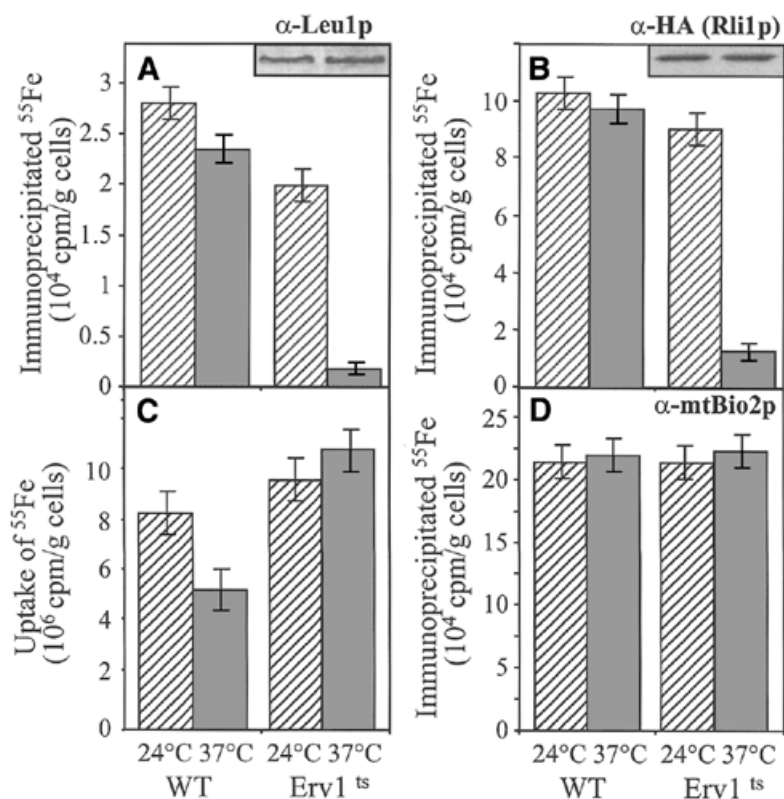 α-Leu1p
A
Immunoprecipitated ⁵⁵Fe
(10⁴ cpm/g cells)
3
2.5
2
1.5
1
0.5
0
α-HA (Rli1p)
B
Immunoprecipitated ⁵⁵Fe
(10⁴ cpm/g cells)
10
8
6
4
2
0
C
Uptake of ⁵⁵Fe
(10⁶ cpm/g cells)
10
8
6
4
2
0
24°C 37°C 24°C 37°C
WT Erv1 ᵗˢ
D
α-mtBio2p
Immunoprecipitated ⁵⁵Fe
(10⁴ cpm/g cells)
25
20
15
10
5
0
24°C 37°C 24°C 37°C
WT Erv1 ᵗˢ